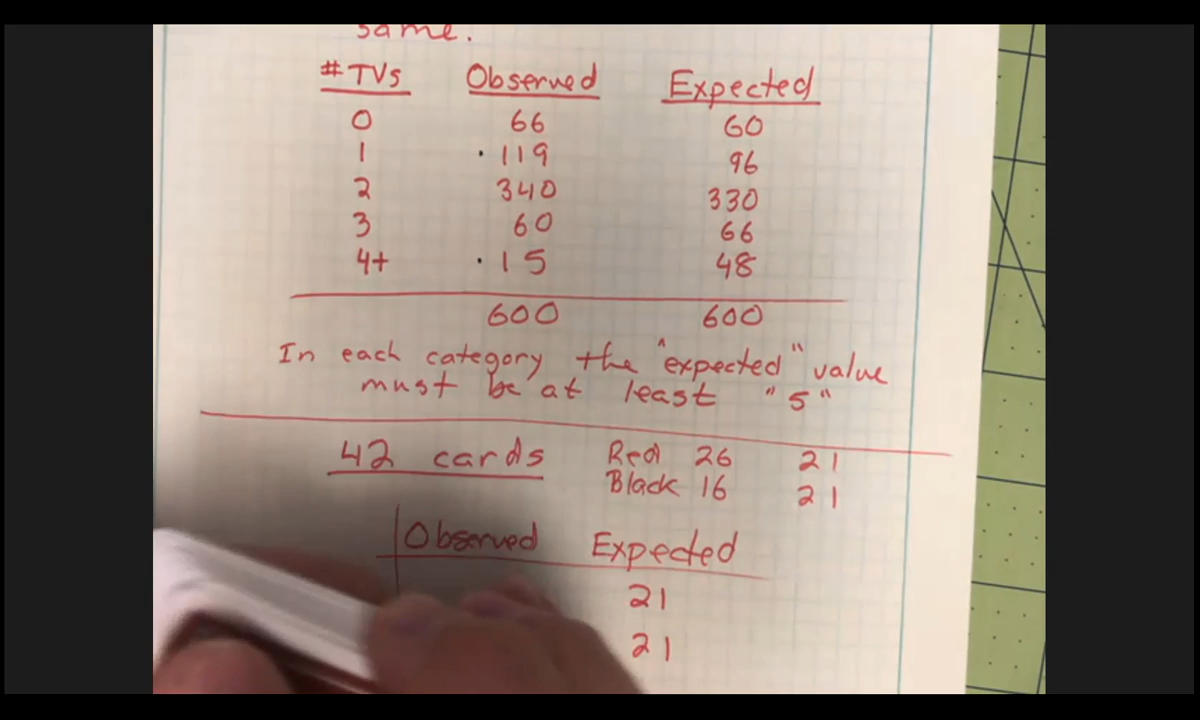 same.
# TVs Observed Expected
0 66 60
1 119 96
2 340 330
3 60 66
4+ 15 48
600 600
In each category the "expected" value
must be at least "5"
42 cards Red 26 21
Black 16 21
Observed Expected
21
21